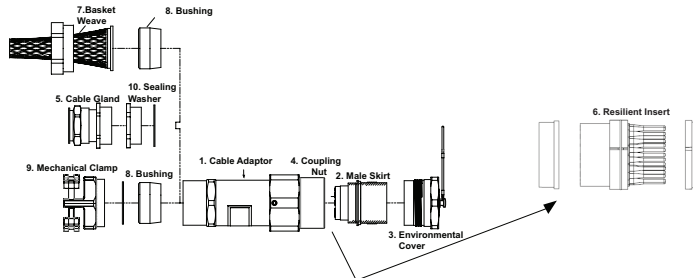 7.Basket
Weave
8. Bushing
10. Sealing
Washer
5. Cable Gland
6. Resilient Insert
9. Mechanical Clamp
8. Bushing
1. Cable Adaptor
4. Coupling
Nut
2. Male Skirt
3. Environmental
Cover